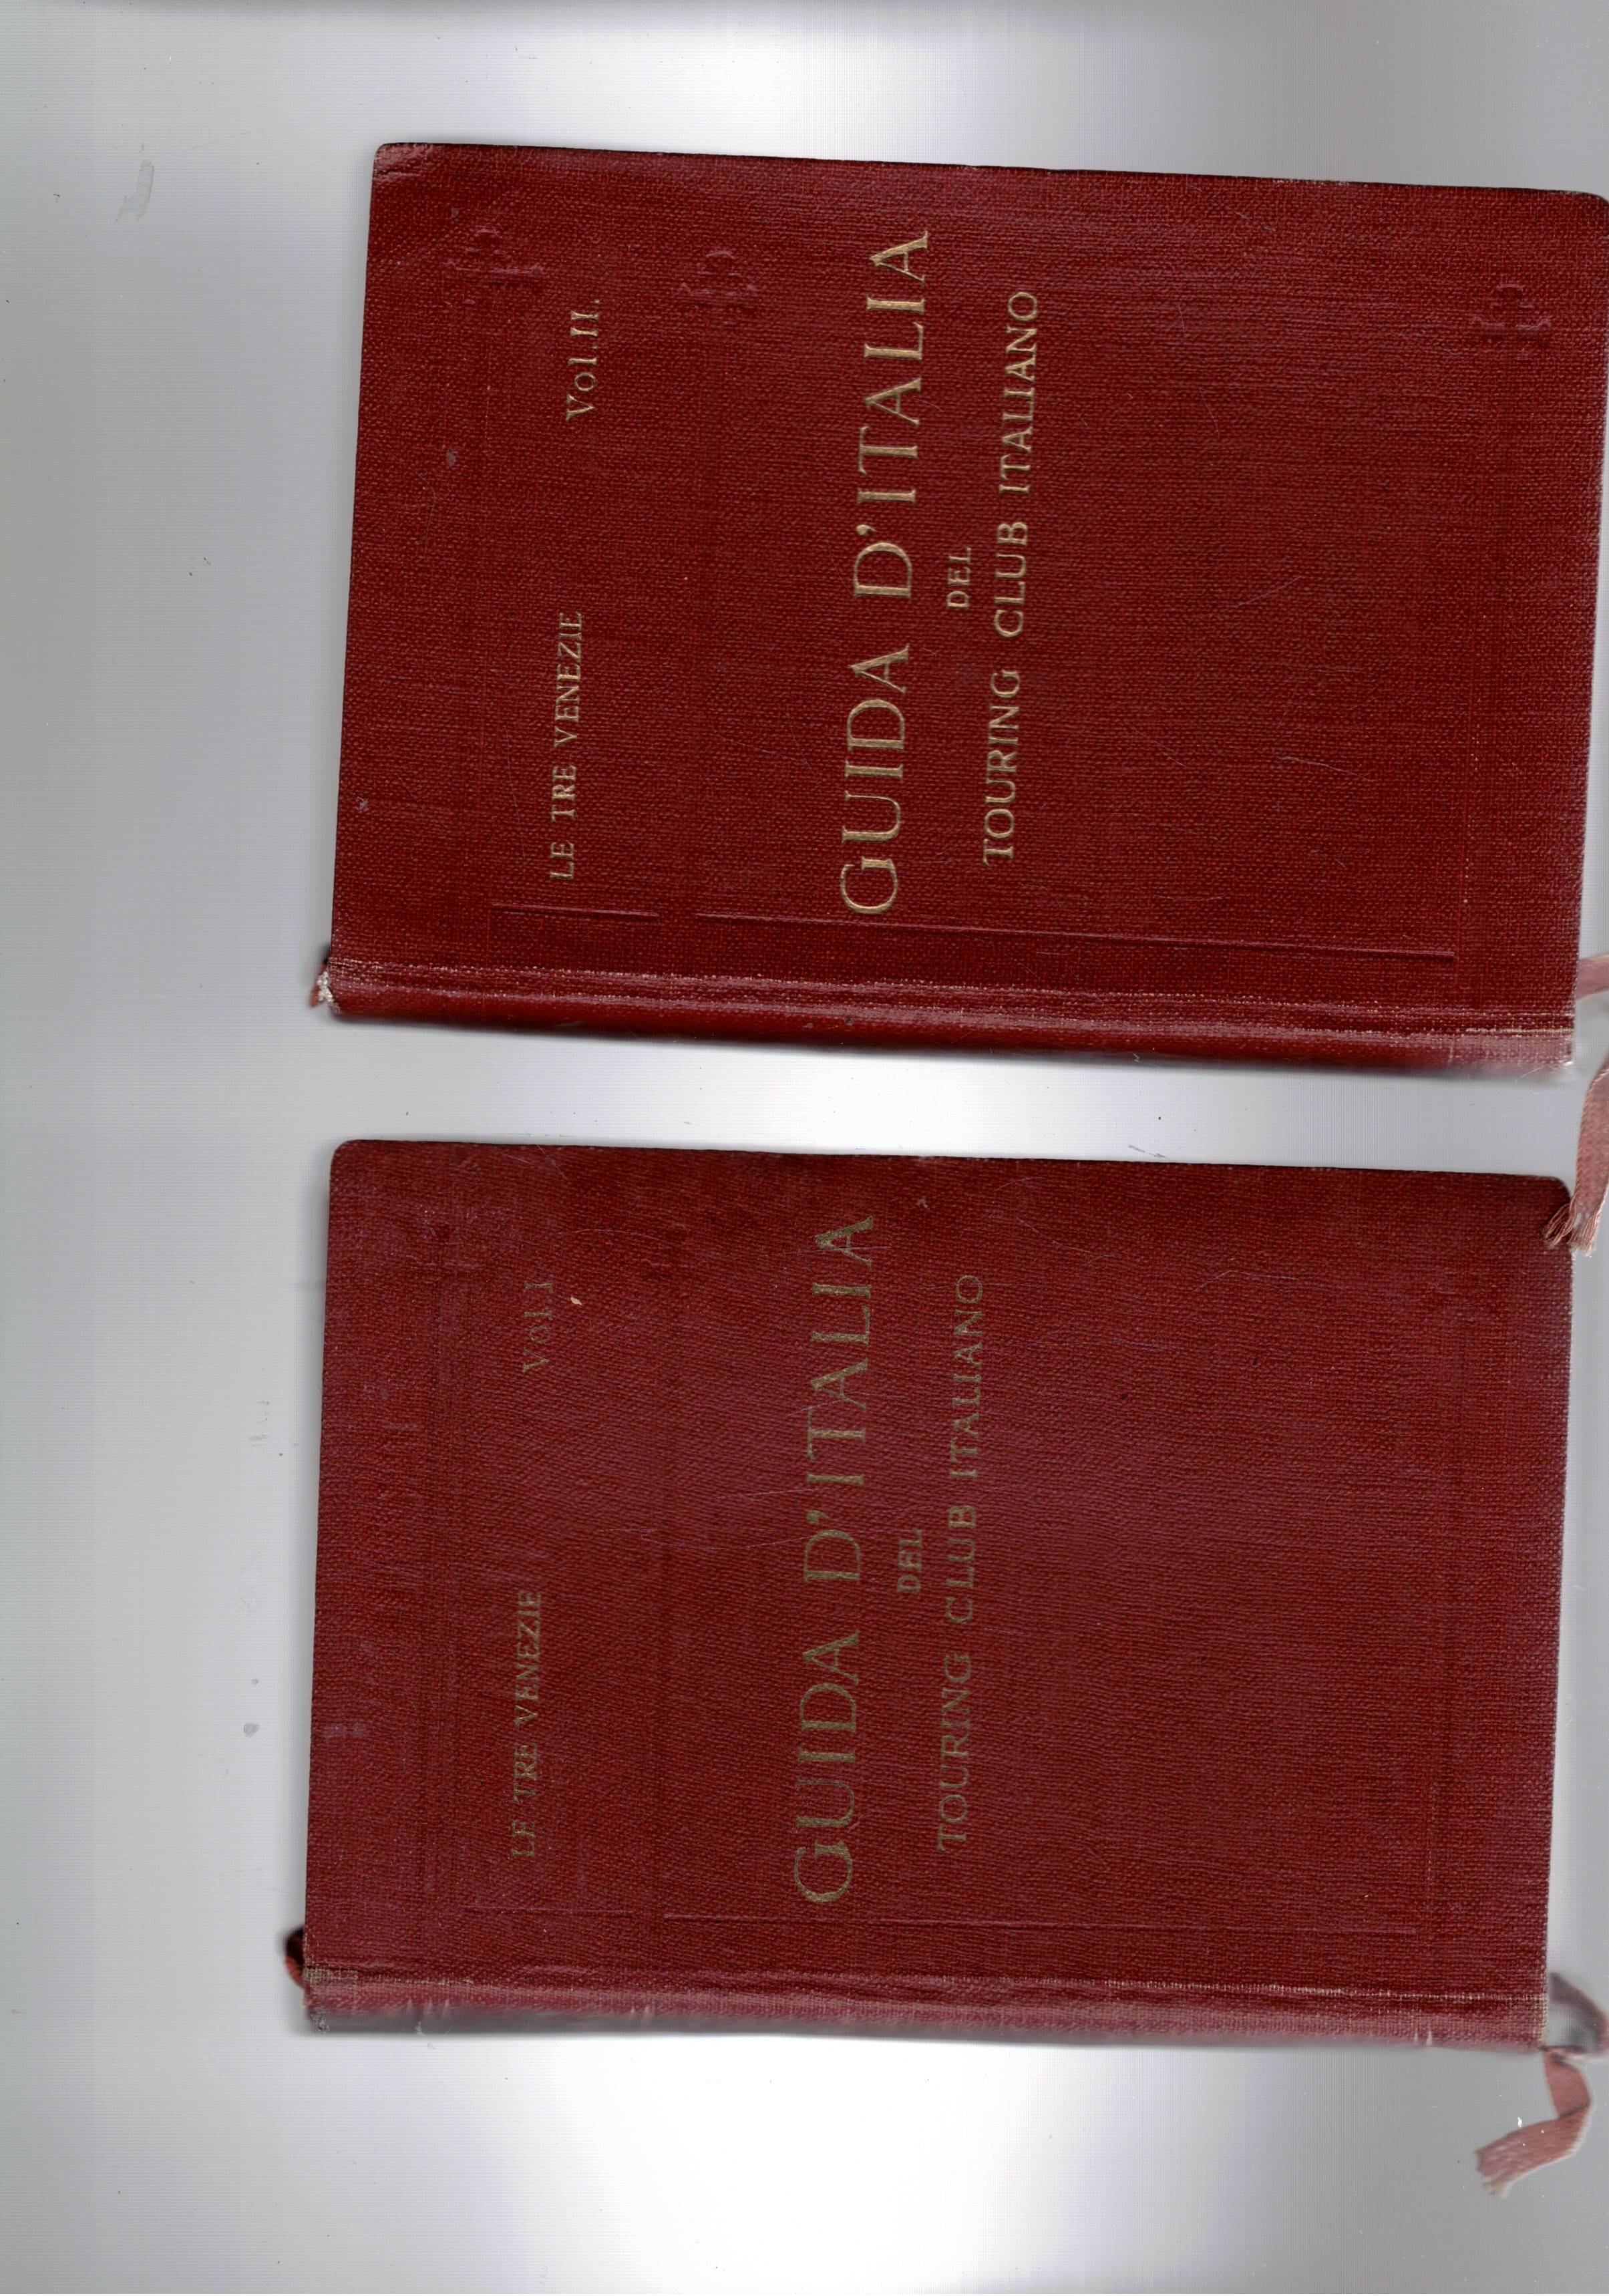 LE TRE VENEZIE Vol. I.
GUIDA D'ITALIA
DEL
TOURING CLUB ITALIANO
LE TRE VENEZIE Vol. II.
GUIDA D'ITALIA
DEL
TOURING CLUB ITALIANO